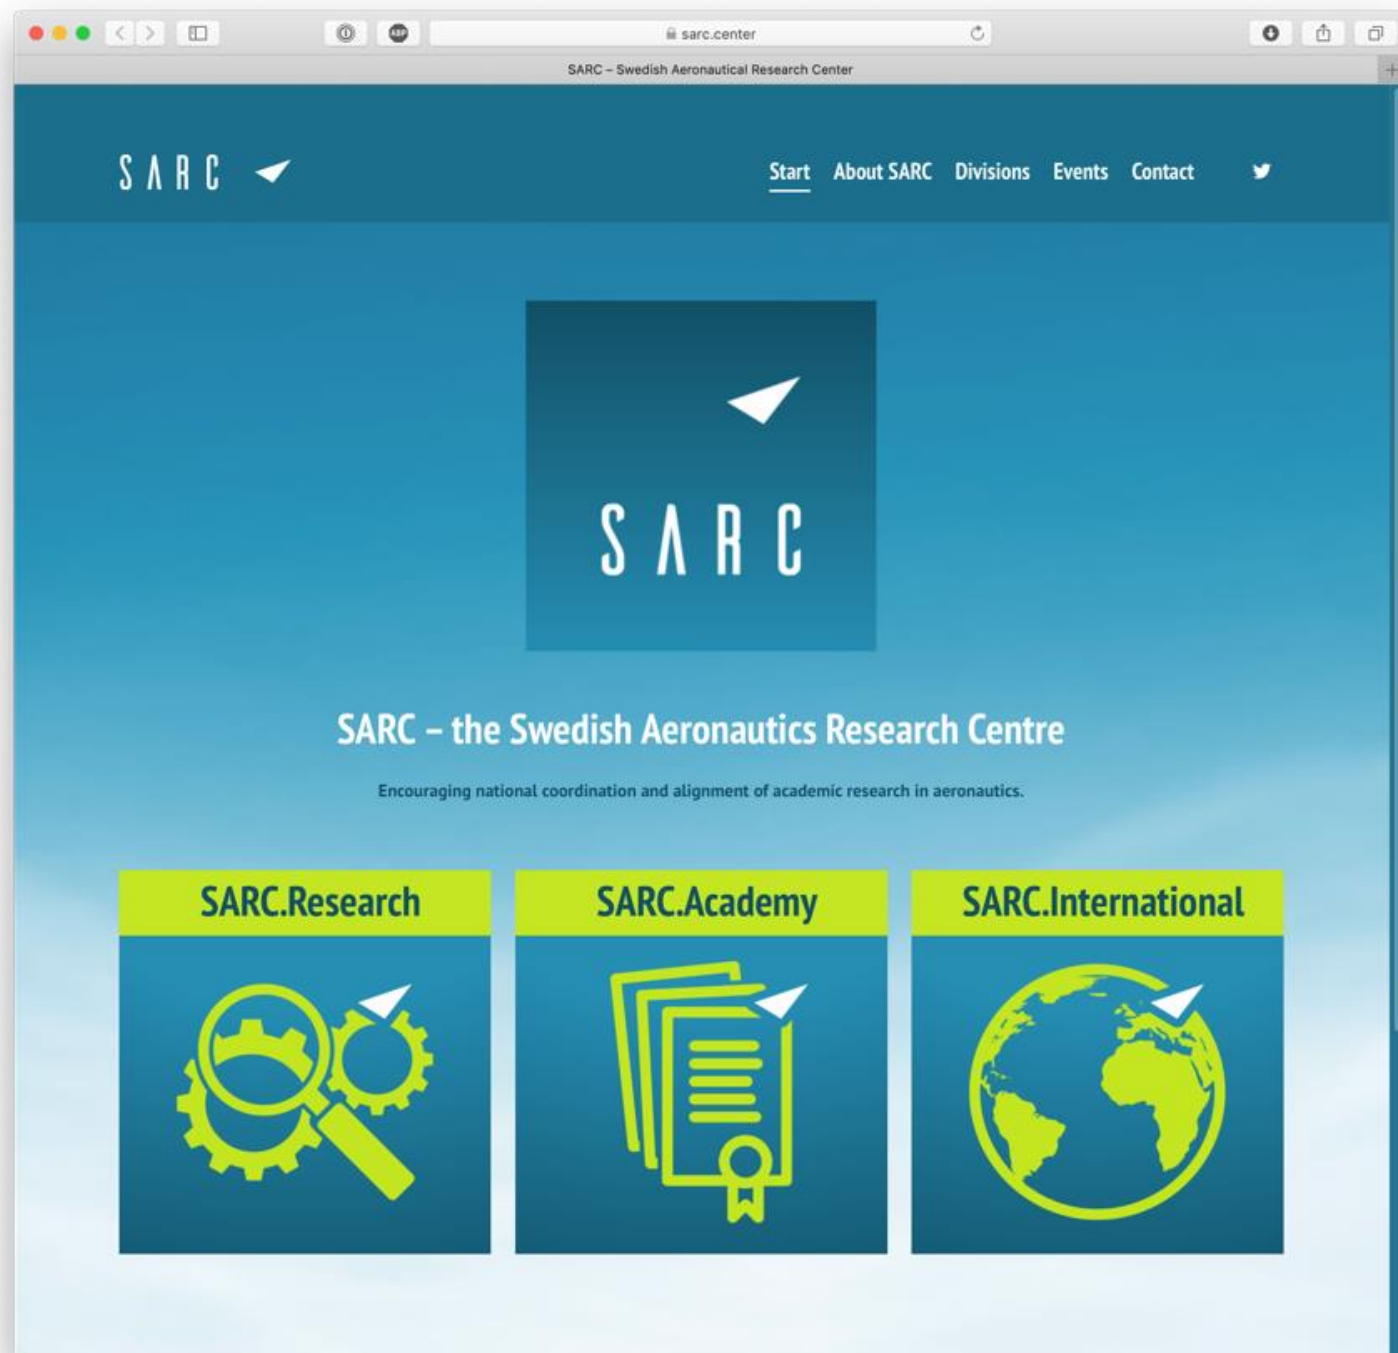 sarc.center
SARC – Swedish Aeronautical Research Center
SARC
Start About SARC Divisions Events Contact
SARC
SARC – the Swedish Aeronautics Research Centre
Encouraging national coordination and alignment of academic research in aeronautics.
SARC.Research SARC.Academy SARC.International